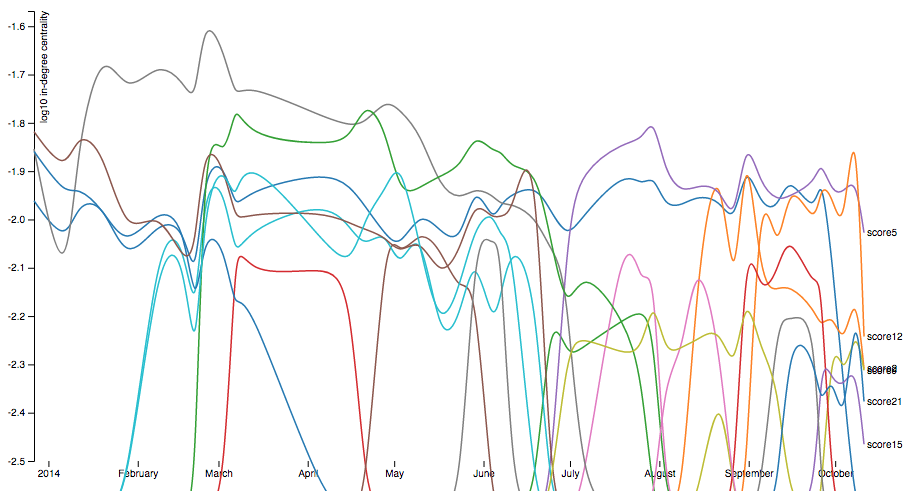 log10 in-degree centrality
-1.6
-1.7
-1.8
-1.9
-2.0
-2.1
-2.2
-2.3
-2.4
-2.5
2014 February March April May June July August September October
score5
score12
score21
score15